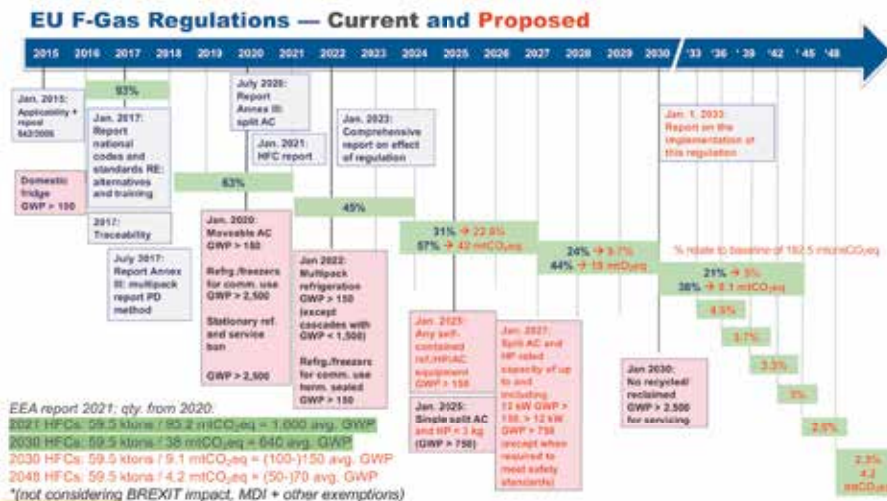 EU F-Gas Regulations — Current and Proposed
2015 2016 2017 2018 2019 2020 2021 2022 2023 2024 2025 2026 2027 2028 2029 2030 '33 '36 '39 '42 '45 '48
93%
Jan. 2015:
Applicability +
repeal
842/2006
Jan. 2017:
Report
national
codes and
standards RE:
alternatives
and training
July 2020:
Report
Annex III:
split AC
Jan. 2021:
HFC report
Jan. 2023:
Comprehensive
report on effect
of regulation
Jan. 1, 2033:
Report on the
implementation of
this regulation
Domestic
fridge
GWP > 150
63%
45%
2017:
Traceability
July 2017:
Report Annex
III: multipack
report PD
method
Jan. 2020:
Moveable AC
GWP > 150
Refrg./freezers
for comm. use
GWP > 2,500
Stationary ref.
and service
ban
GWP > 2,500
Jan 2022:
Multipack
refrigeration
GWP > 150
(except
cascades with
GWP < 1,500)
Refrg./freezers
for comm. use
herm. sealed
GWP > 150
31% → 23.6%
57% → 42 mtCO₂eq
24% → 9.7%
44% → 18 mtCO₂eq
% relate to baseline of 182.5 mtCO₂eq
21% → 5%
38% → 9.1 mtCO₂eq
4.5%
3.7%
3.3%
3%
2.6%
2.3%
4.2
mtCO₂eq
Jan. 2025:
Any self-
contained
ref./HP/AC
equipment
GWP > 150
Jan. 2025:
Single split AC
and HP < 3 kg
(GWP > 750)
Jan. 2027:
Split AC and
HP rated
capacity of up
to and
including
12 kW GWP >
150, > 12 kW
GWP > 750
(except when
required to
meet safety
standards)
Jan 2030:
No recycled/
reclaimed
GWP > 2,500
for servicing
EEA report 2021; qty. from 2020.
2021 HFCs: 59.5 ktons / 95.2 mtCO₂eq = 1,600 avg. GWP
2030 HFCs: 59.5 ktons / 38 mtCO₂eq = 640 avg. GWP
2030 HFCs: 59.5 ktons / 9.1 mtCO₂eq = (100-)150 avg. GWP
2048 HFCs: 59.5 ktons / 4.2 mtCO₂eq = (50-)70 avg. GWP
*(not considering BREXIT impact, MDI + other exemptions)